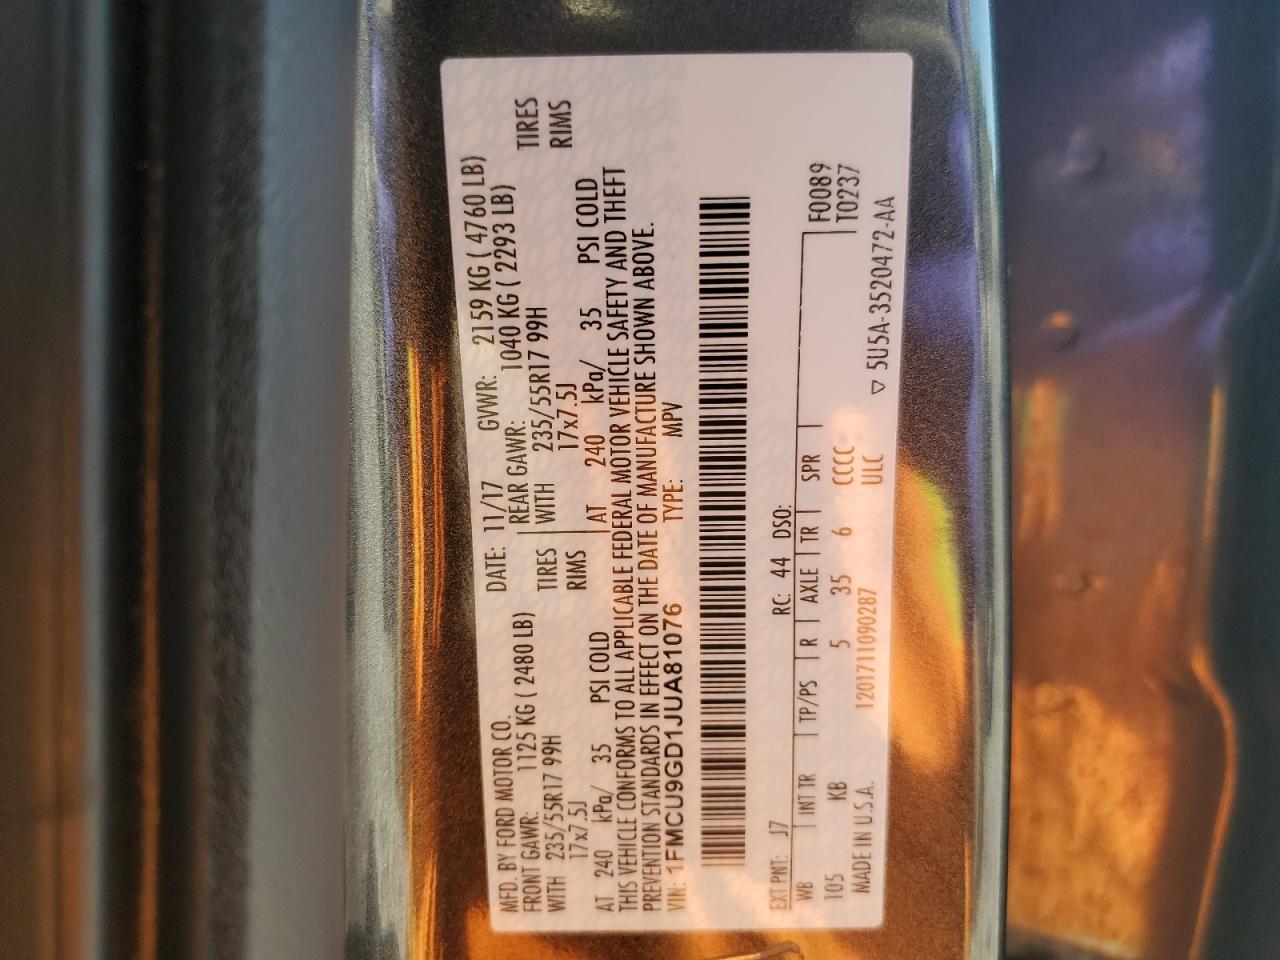 MFD. BY FORD MOTOR CO. DATE: 11/17 GVWR: 2159 KG ( 4760 LB)
FRONT GAWR: 1125 KG ( 2480 LB) REAR GAWR: 1040 KG ( 2293 LB)
WITH 235/55R17 99H TIRES WITH 235/55R17 99H TIRES
17x7.5J RIMS 17x7.5J RIMS
AT 240 kPa/ 35 PSI COLD AT 240 kPa/ 35 PSI COLD
THIS VEHICLE CONFORMS TO ALL APPLICABLE FEDERAL MOTOR VEHICLE SAFETY AND THEFT
PREVENTION STANDARDS IN EFFECT ON THE DATE OF MANUFACTURE SHOWN ABOVE.
VIN: 1FMCU9GD1JUA81076 TYPE: MPV
EXT PNT: J7 RC: 44 DSO:
WB INT TR TP/PS R AXLE TR SPR F0089
T0237
105 KB 5 35 6 CCCC
MADE IN U.S.A. 1201711090287 ULC
▽ 5U5A-3520472-AA